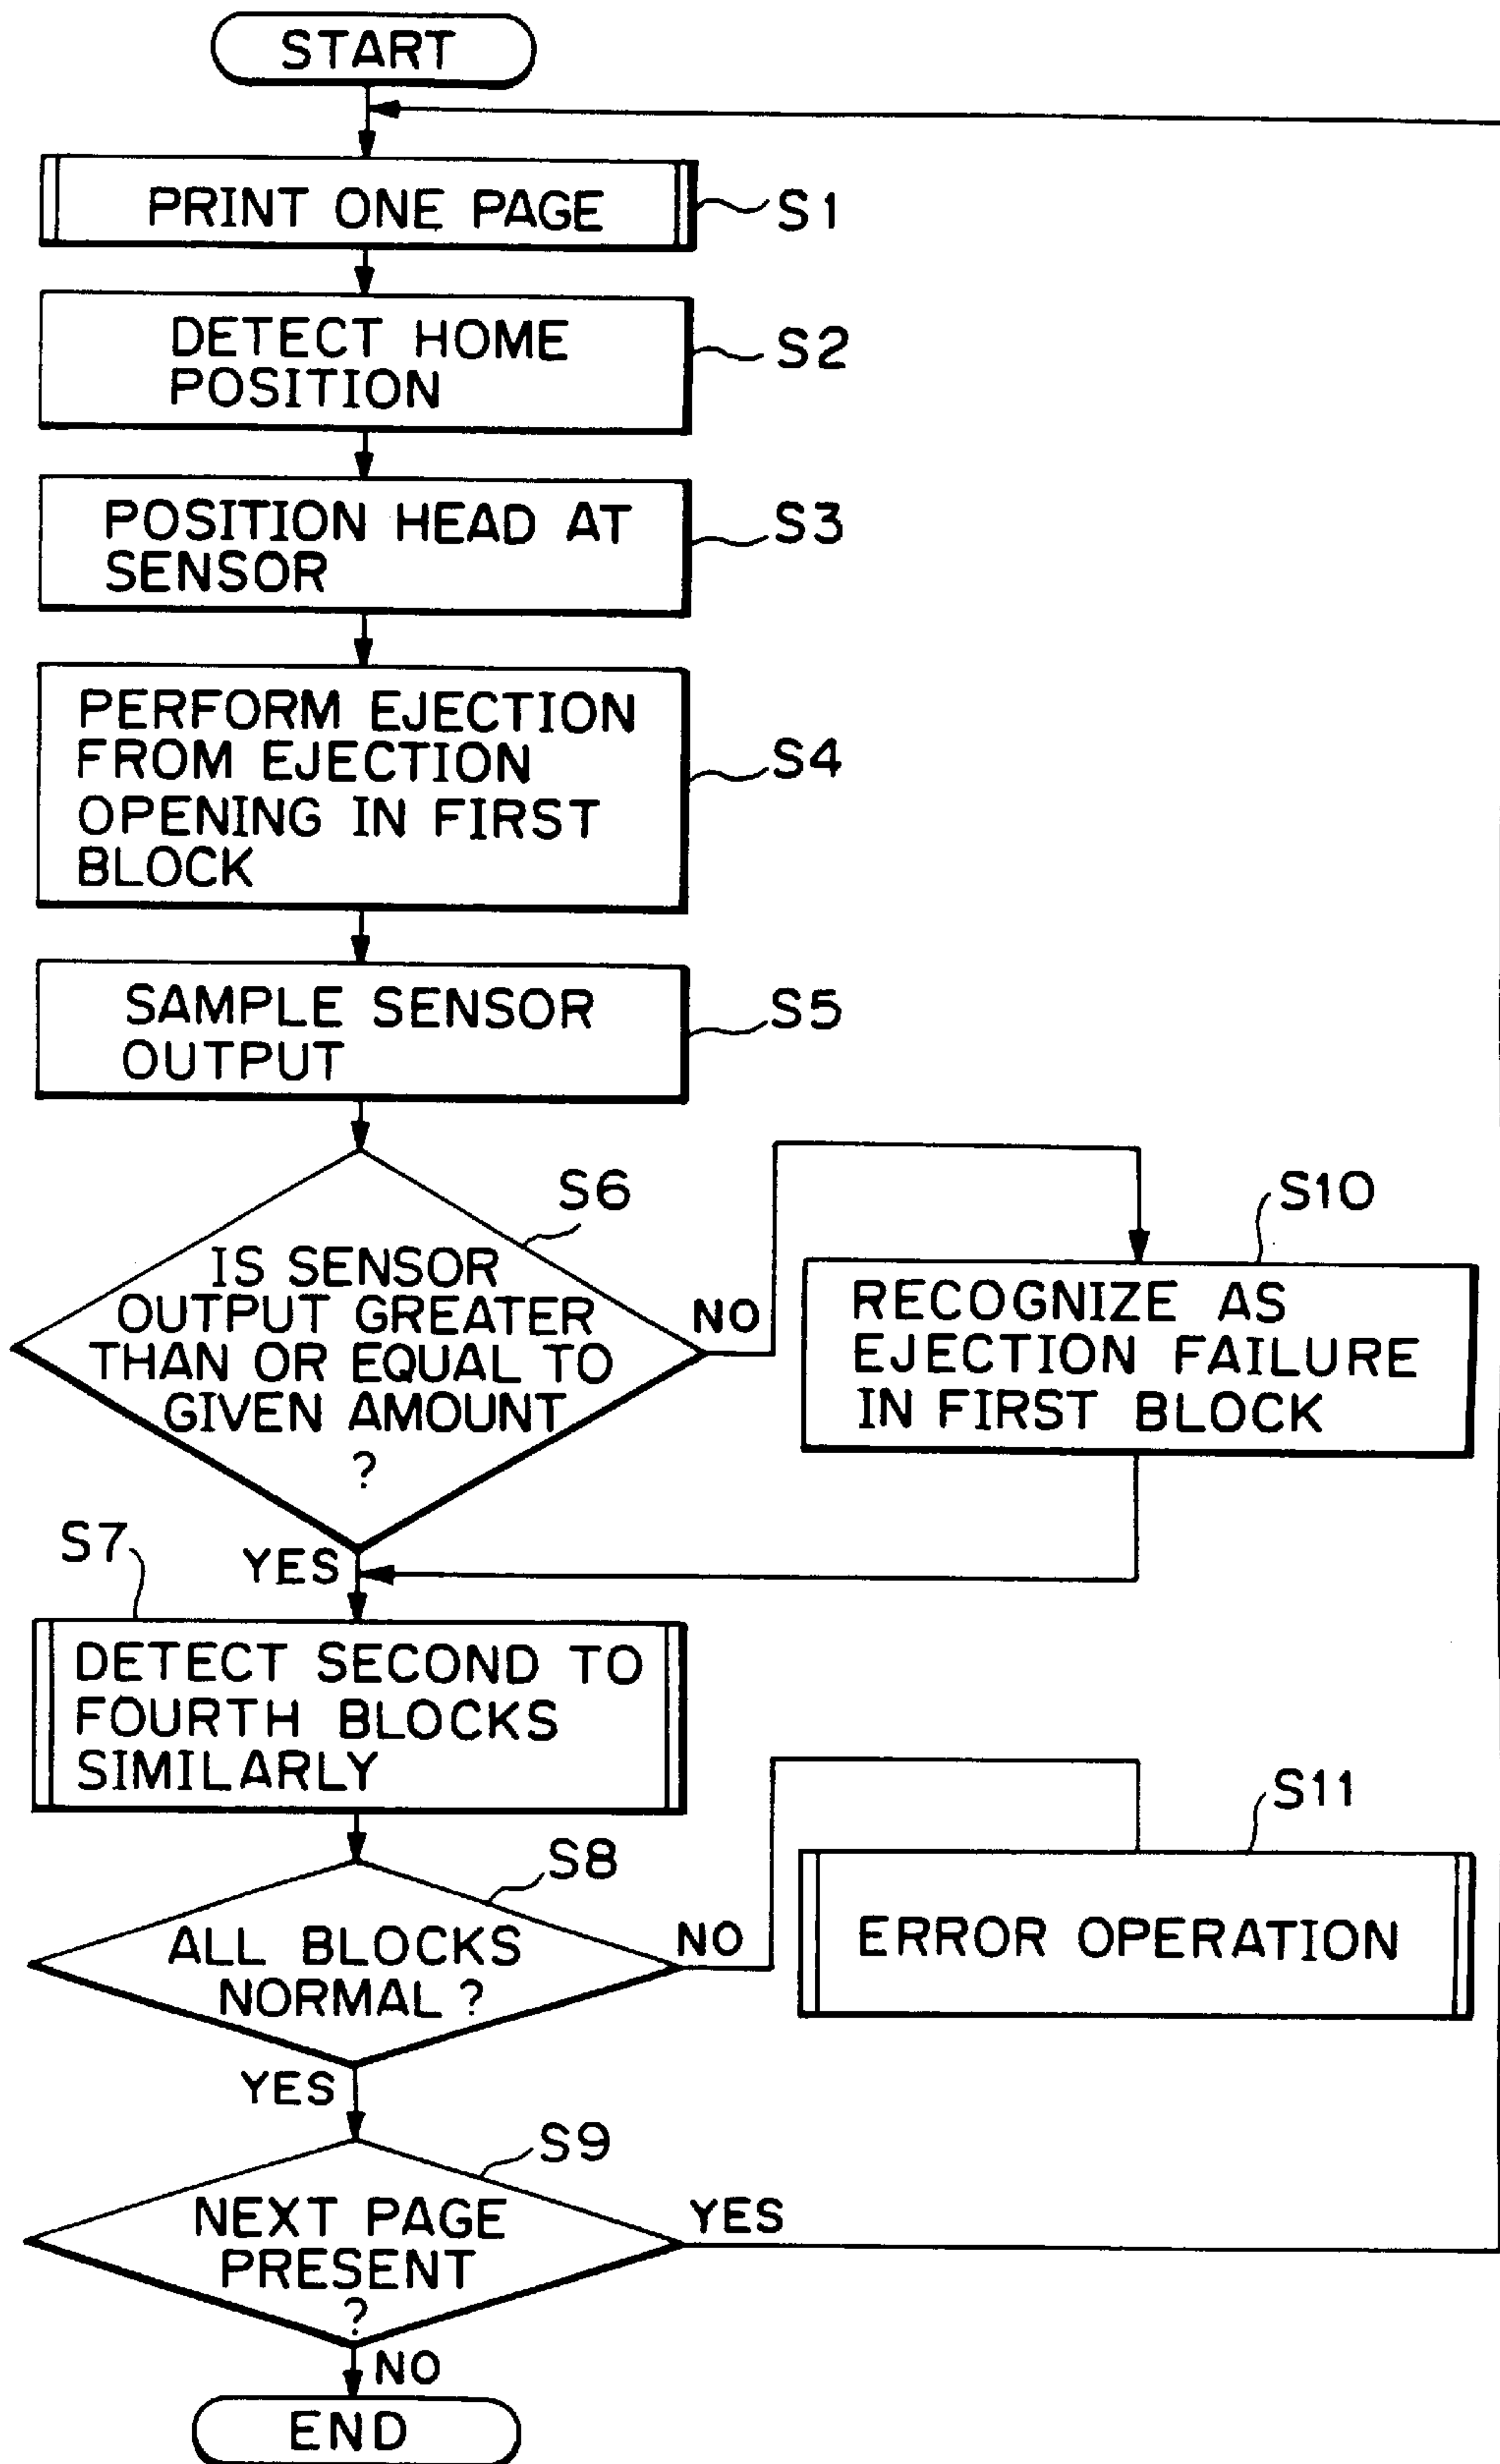 START
PRINT ONE PAGE
S1
DETECT HOME
POSITION
S2
POSITION HEAD AT
SENSOR
S3
PERFORM EJECTION
FROM EJECTION
OPENING IN FIRST
BLOCK
S4
SAMPLE SENSOR
OUTPUT
S5
S6
IS SENSOR
OUTPUT GREATER
THAN OR EQUAL TO
GIVEN AMOUNT
?
NO
S10
RECOGNIZE AS
EJECTION FAILURE
IN FIRST BLOCK
YES
S7
DETECT SECOND TO
FOURTH BLOCKS
SIMILARLY
S8
ALL BLOCKS
NORMAL ?
NO
S11
ERROR OPERATION
YES
S9
NEXT PAGE
PRESENT
?
YES
NO
END